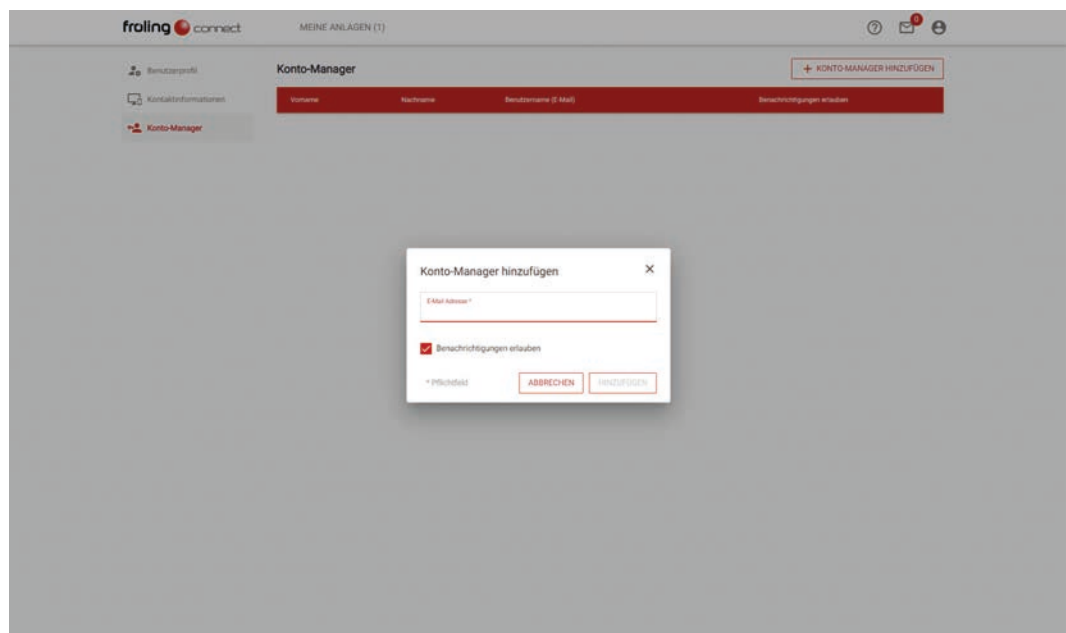 froling connect
MEINE ANLAGEN (1)
0
Benutzerprofil
Kontaktinformationen
Konto-Manager
Konto-Manager
+ KONTO-MANAGER HINZUFÜGEN
Vorname Nachname Benutzername (E-Mail) Benachrichtigungen erlauben
Konto-Manager hinzufügen
E-Mail Adresse *
Benachrichtigungen erlauben
* Pflichtfeld
ABBRECHEN
HINZUFÜGEN